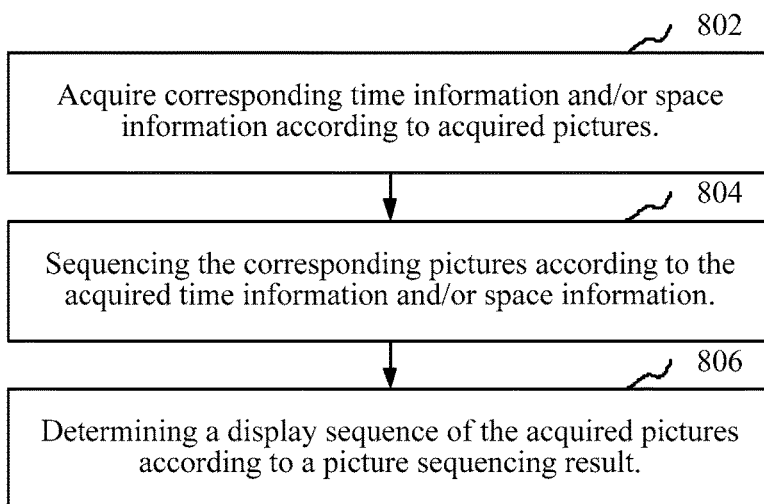 802
Acquire corresponding time information and/or space
information according to acquired pictures.
804
Sequencing the corresponding pictures according to the
acquired time information and/or space information.
806
Determining a display sequence of the acquired pictures
according to a picture sequencing result.